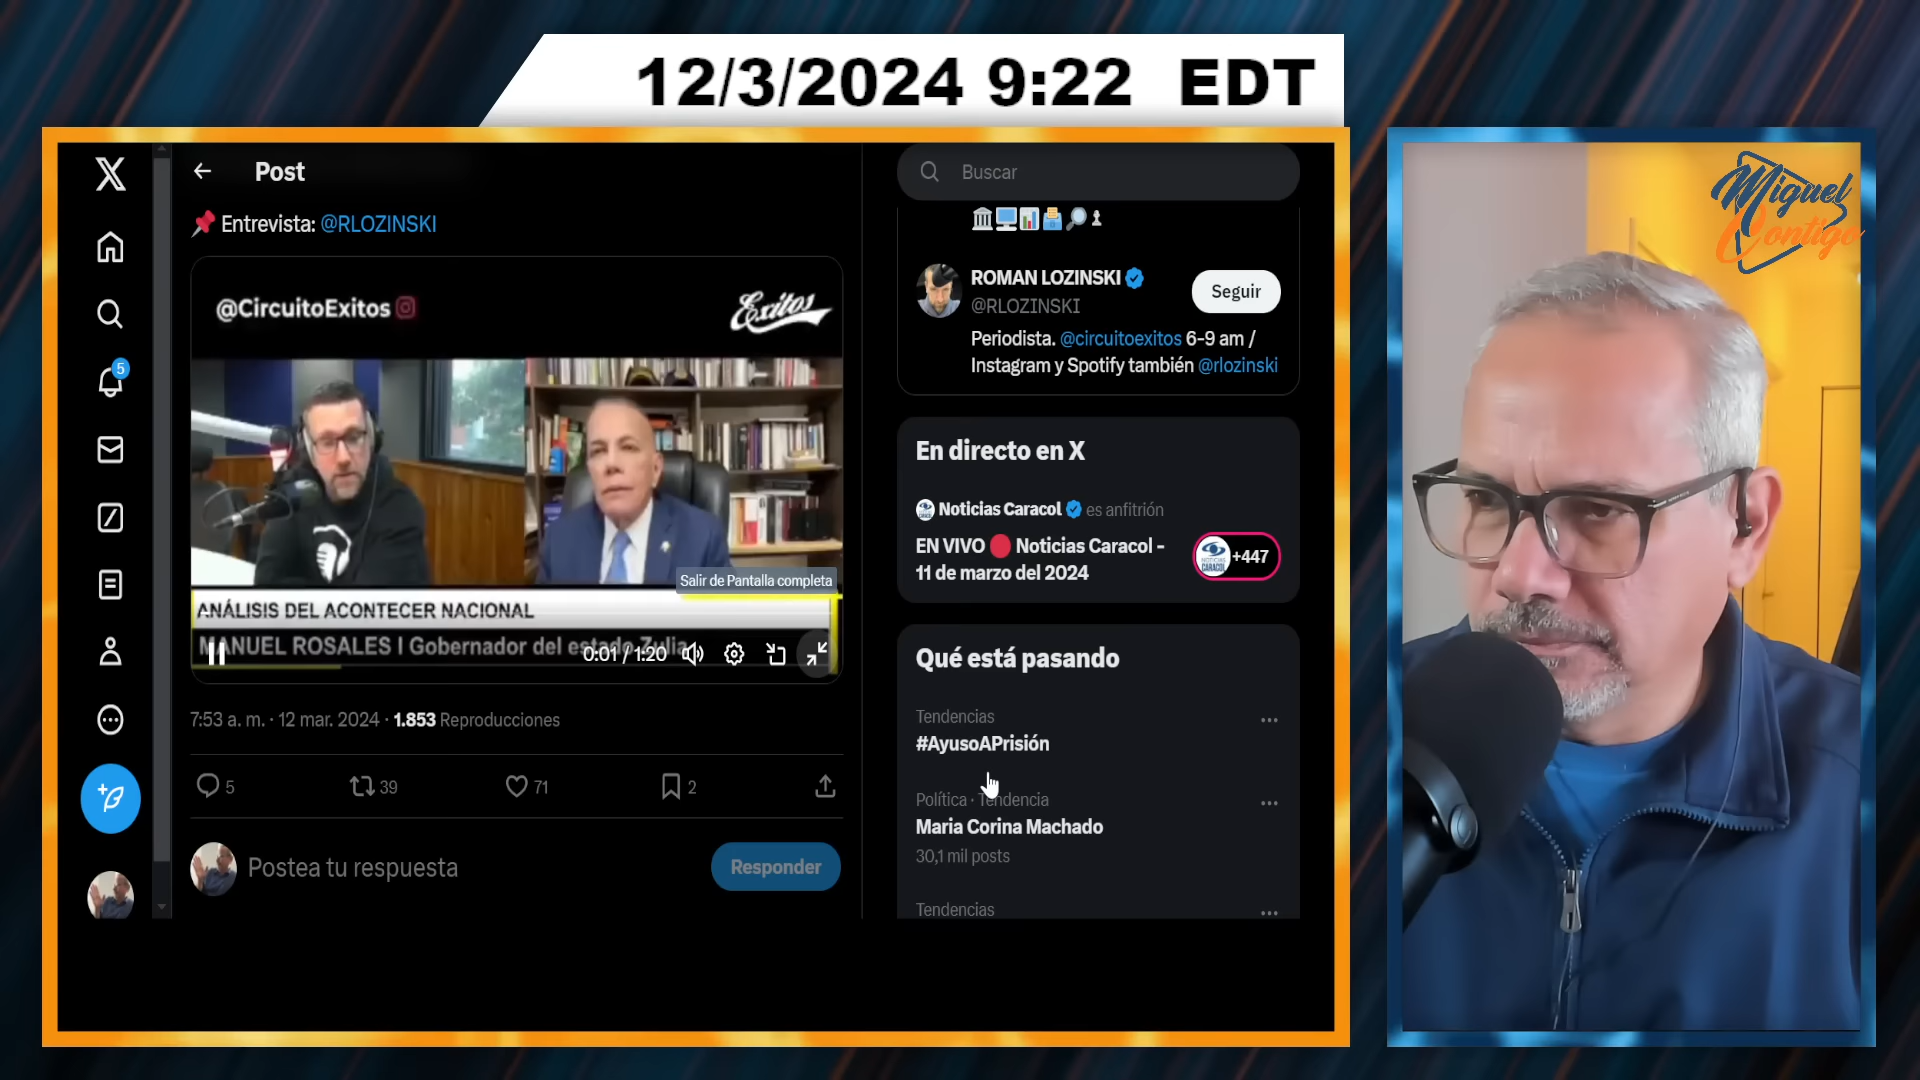 12/3/2024 9:22 EDT
Miguel
Contigo
Post
Entrevista: @RLOZINSKI
@CircuitoExitos
Exitos
Salir de Pantalla completa
ANÁLISIS DEL ACONTECER NACIONAL
MANUEL ROSALES I Gobernador del estado Zulia
0:01 / 1:20
7:53 a. m. · 12 mar. 2024 · 1.853 Reproducciones
5
39
71
2
Postea tu respuesta
Responder
5
Buscar
ROMAN LOZINSKI
@RLOZINSKI
Seguir
Periodista. @circuitoexitos 6-9 am /
Instagram y Spotify también @rlozinski
En directo en X
Noticias Caracol es anfitrión
EN VIVO 🔴 Noticias Caracol -
11 de marzo del 2024
NOTICIAS CARACOL
+447
Qué está pasando
Tendencias
#AyusoAPrisión
Política · Tendencia
Maria Corina Machado
30,1 mil posts
Tendencias